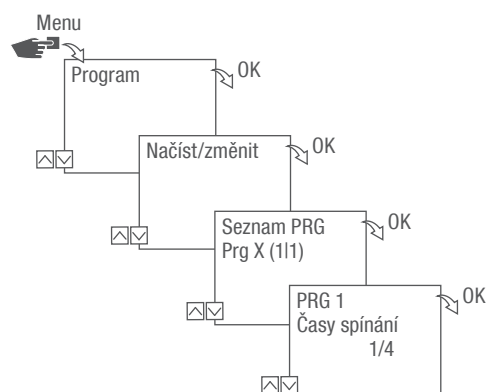 Menu
Program
OK
Načíst/změnit
OK
Seznam PRG
Prg X (1|1)
OK
PRG 1
Časy spínání
1/4
OK